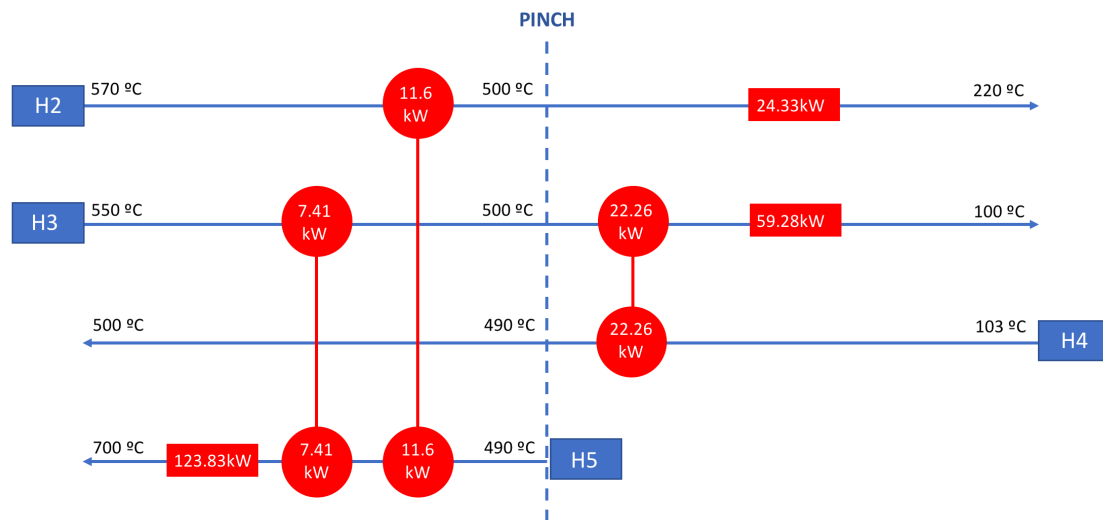 PINCH
H2
570 ºC
11.6
kW
500 ºC
24.33kW
220 ºC
H3
550 ºC
7.41
kW
500 ºC
22.26
kW
59.28kW
100 ºC
500 ºC
490 ºC
22.26
kW
103 ºC
H4
700 ºC
123.83kW
7.41
kW
11.6
kW
490 ºC
H5